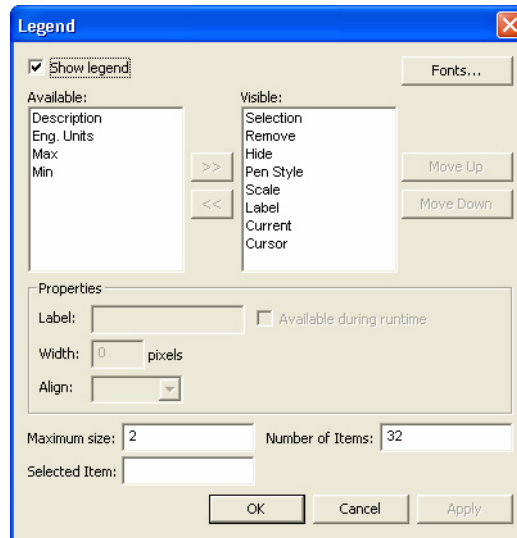 Legend
Show legend
Fonts...
Available:
Visible:
Description
Eng. Units
Max
Min
>>
<<
Selection
Remove
Hide
Pen Style
Scale
Label
Current
Cursor
Move Up
Move Down
Properties
Label:
Available during runtime
Width: 0 pixels
Align:
Maximum size: 2
Number of Items: 32
Selected Item:
OK
Cancel
Apply